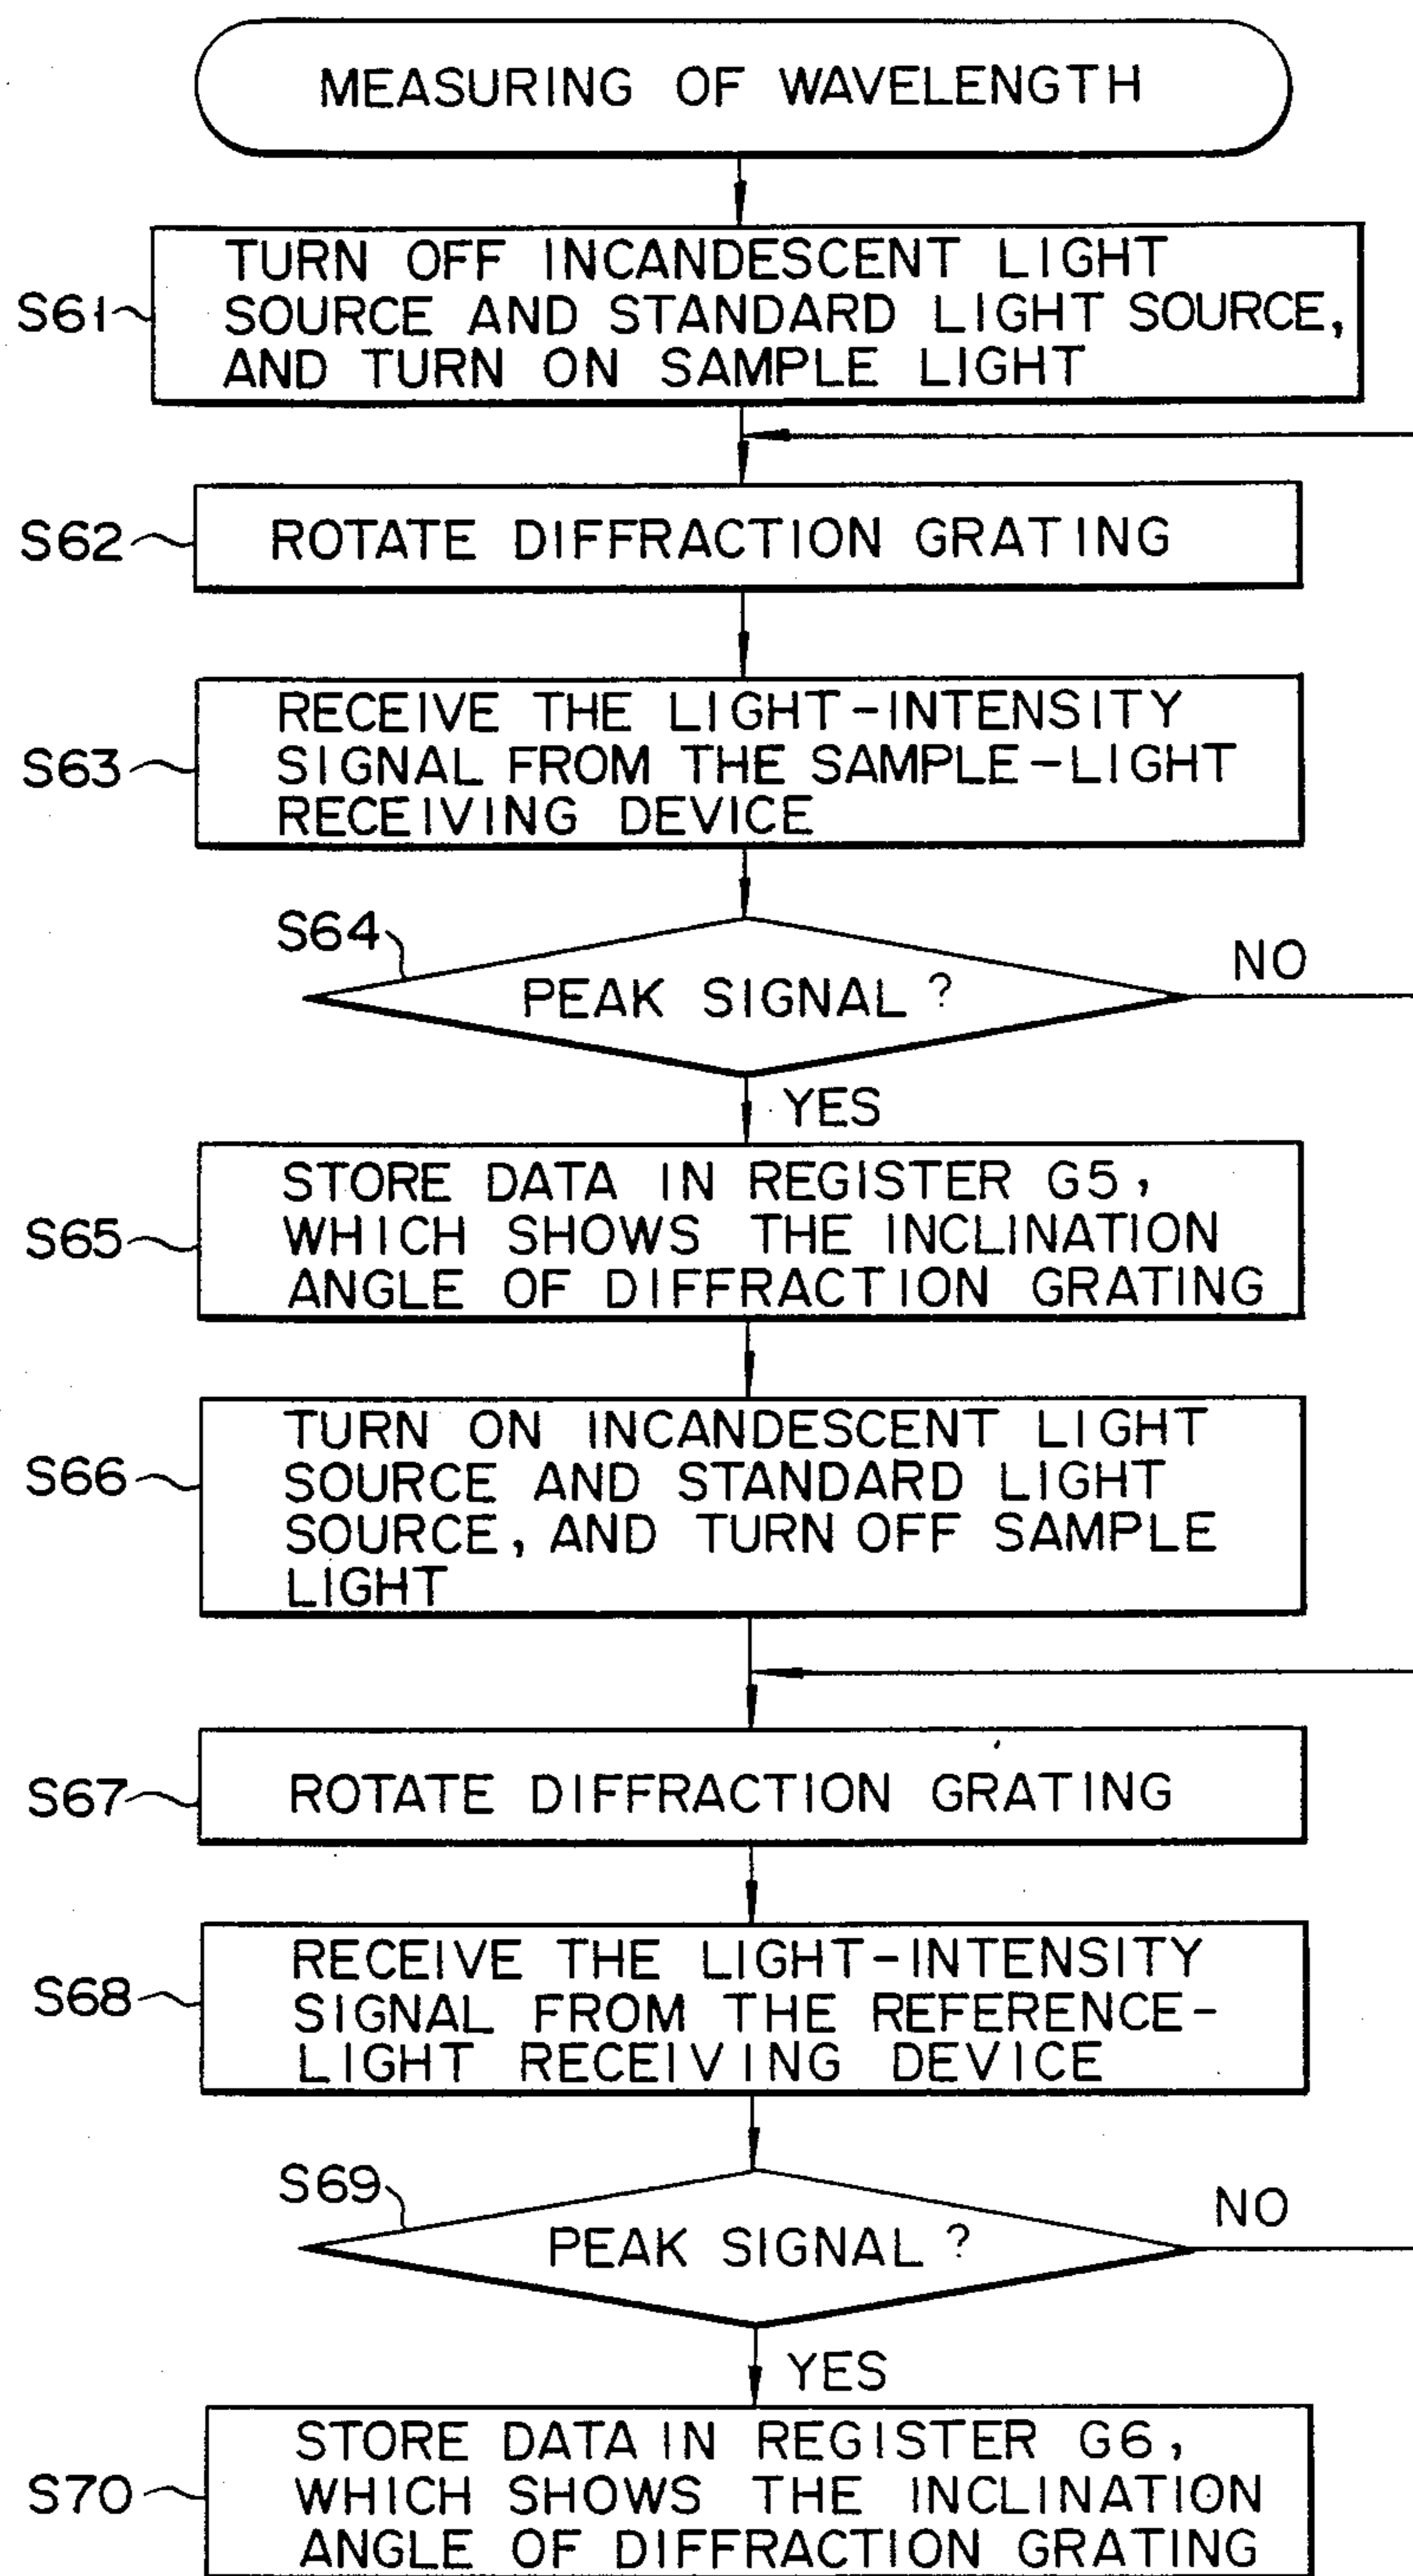 MEASURING OF WAVELENGTH
S61
TURN OFF INCANDESCENT LIGHT
SOURCE AND STANDARD LIGHT SOURCE,
AND TURN ON SAMPLE LIGHT
S62
ROTATE DIFFRACTION GRATING
S63
RECEIVE THE LIGHT-INTENSITY
SIGNAL FROM THE SAMPLE-LIGHT
RECEIVING DEVICE
S64
PEAK SIGNAL ?
NO
YES
S65
STORE DATA IN REGISTER G5,
WHICH SHOWS THE INCLINATION
ANGLE OF DIFFRACTION GRATING
S66
TURN ON INCANDESCENT LIGHT
SOURCE AND STANDARD LIGHT
SOURCE, AND TURN OFF SAMPLE
LIGHT
S67
ROTATE DIFFRACTION GRATING
S68
RECEIVE THE LIGHT-INTENSITY
SIGNAL FROM THE REFERENCE-
LIGHT RECEIVING DEVICE
S69
PEAK SIGNAL ?
NO
YES
S70
STORE DATA IN REGISTER G6,
WHICH SHOWS THE INCLINATION
ANGLE OF DIFFRACTION GRATING